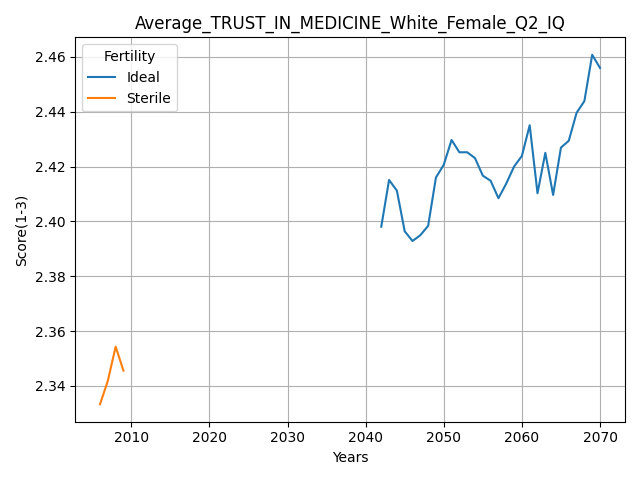 Average_TRUST_IN_MEDICINE_White_Female_Q2_IQ
Fertility
Ideal
Sterile
Score(1-3)
2.46
2.44
2.42
2.40
2.38
2.36
2.34
2010 2020 2030 2040 2050 2060 2070
Years